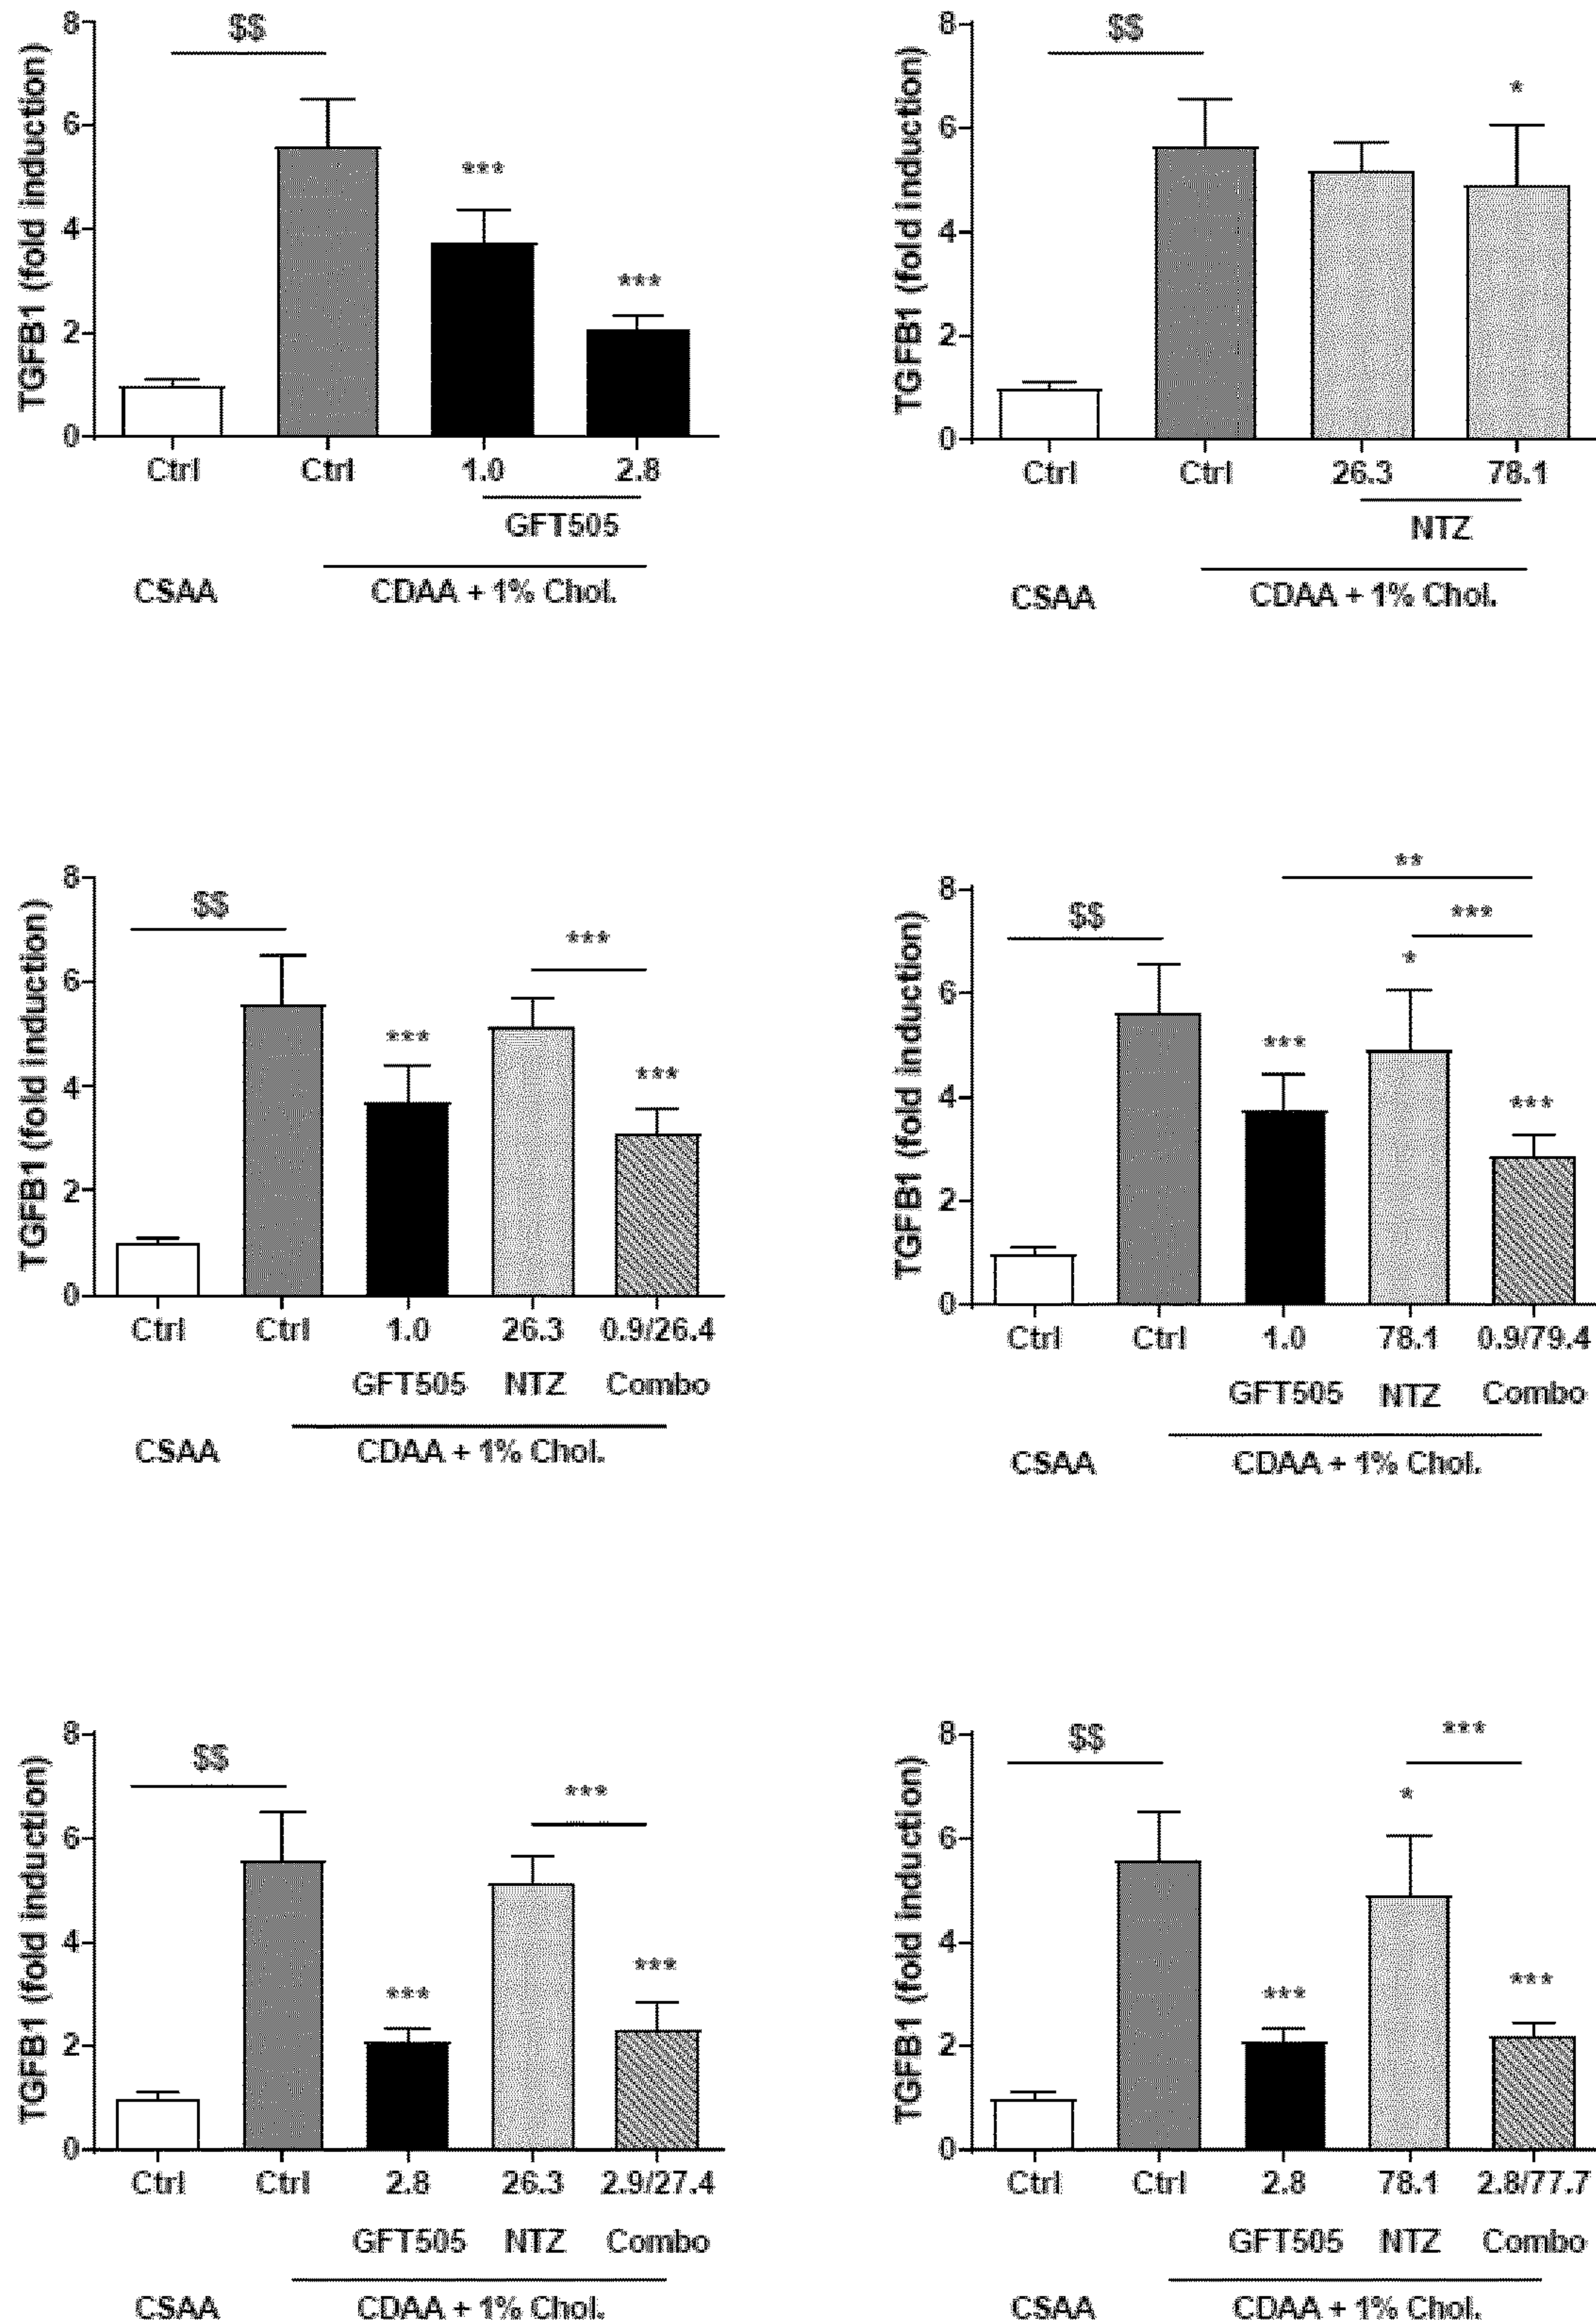 TGFB1 (fold induction)
8
6
4
2
0
$$
***
***
Ctrl Ctrl 1.0 2.8
GFT505
CSAA CDAA + 1% Chol.
TGFB1 (fold induction)
8
6
4
2
0
$$
*
Ctrl Ctrl 26.3 78.1
NTZ
CSAA CDAA + 1% Chol.
TGFB1 (fold induction)
8
6
4
2
0
$$
***
***
***
Ctrl Ctrl 1.0 26.3 0.9/26.4
GFT505 NTZ Combo
CSAA CDAA + 1% Chol.
TGFB1 (fold induction)
8
6
4
2
0
**
$$
***
*
***
***
Ctrl Ctrl 1.0 78.1 0.9/79.4
GFT505 NTZ Combo
CSAA CDAA + 1% Chol.
TGFB1 (fold induction)
8
6
4
2
0
$$
***
***
***
Ctrl Ctrl 2.8 26.3 2.9/27.4
GFT505 NTZ Combo
CSAA CDAA + 1% Chol.
TGFB1 (fold induction)
8
6
4
2
0
$$
***
*
***
***
Ctrl Ctrl 2.8 78.1 2.8/77.7
GFT505 NTZ Combo
CSAA CDAA + 1% Chol.